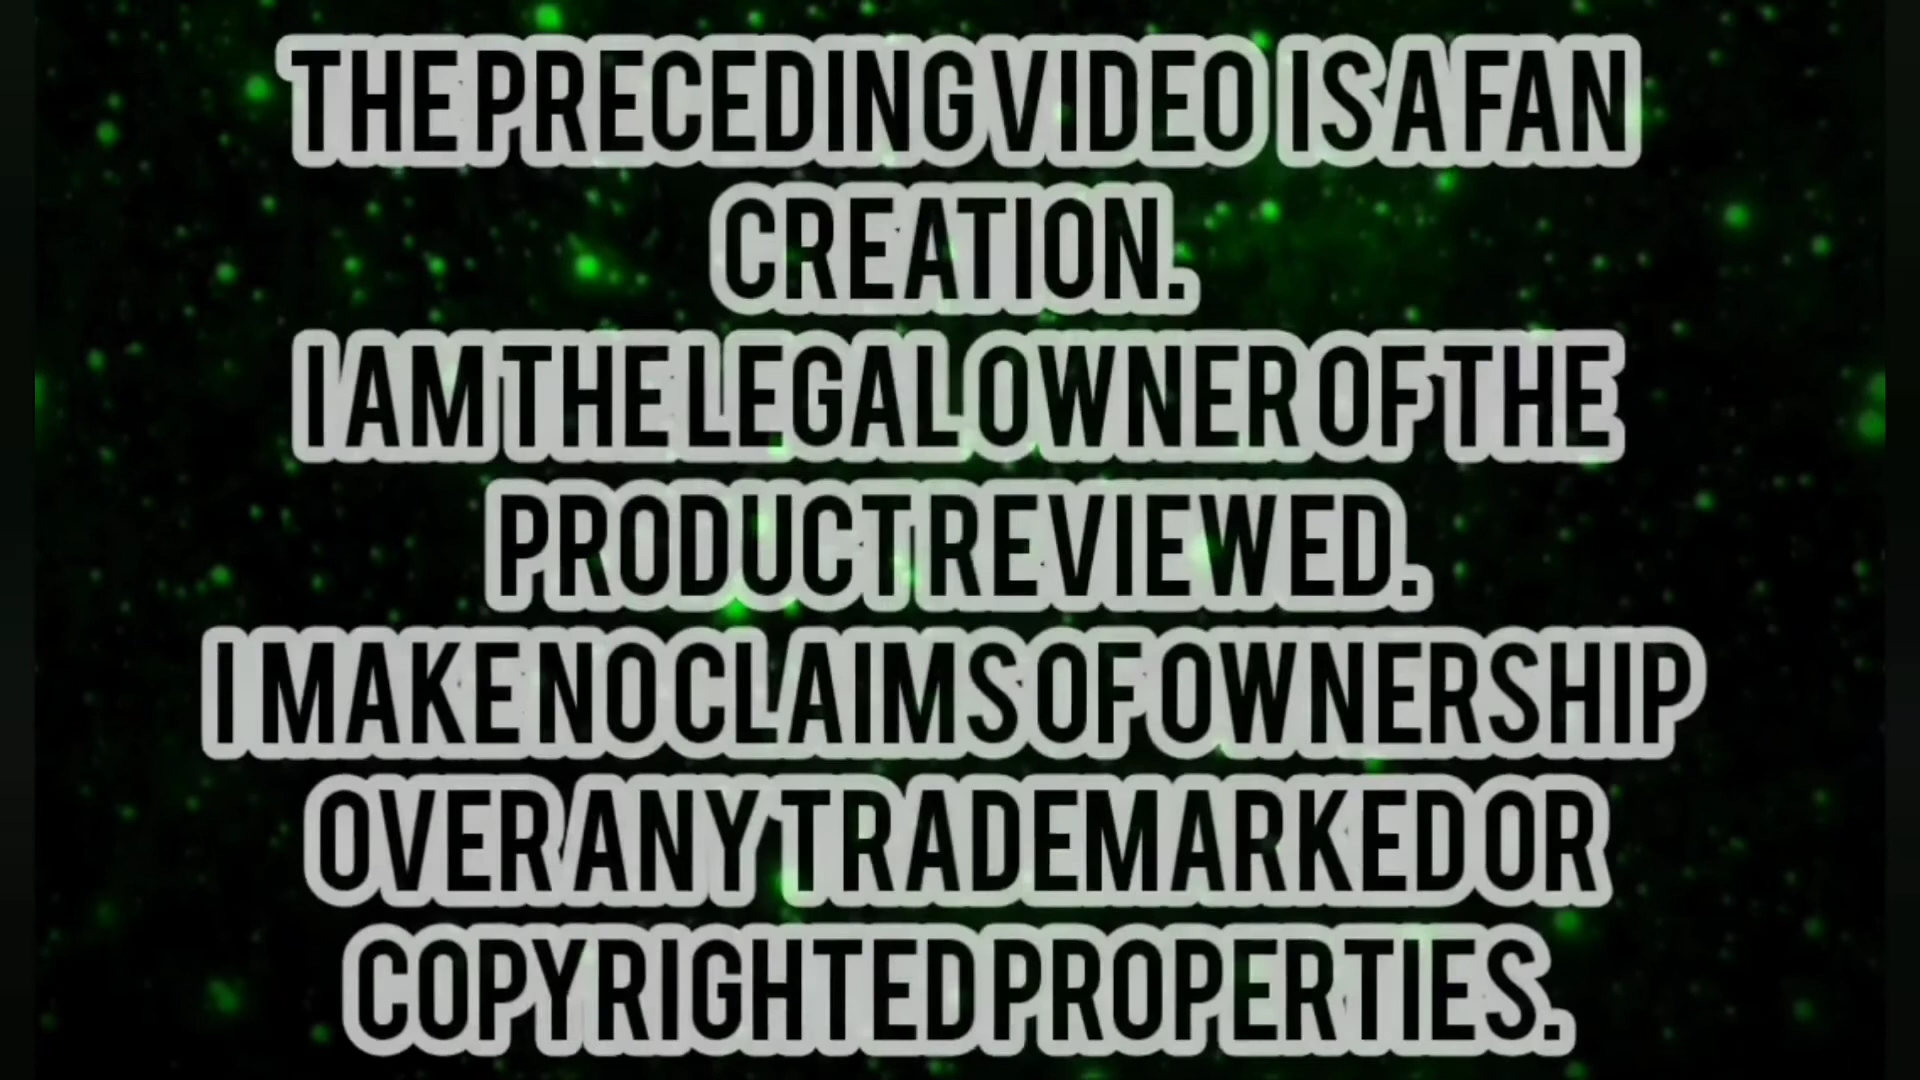 THE PRECEDING VIDEO IS A FAN
CREATION.
I AM THE LEGAL OWNER OF THE
PRODUCT REVIEWED.
I MAKE NO CLAIMS OF OWNERSHIP
OVER ANY TRADEMARKED OR
COPYRIGHTED PROPERTIES.